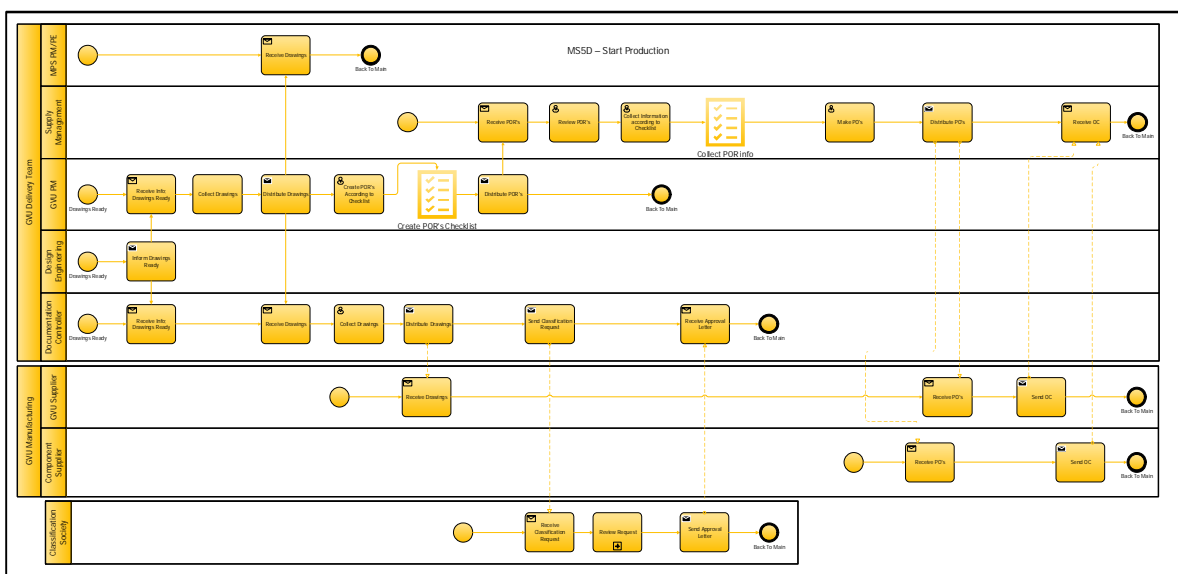 MS5D – Start Production
GVU Delivery Team
MPS PM/PE
Receive Drawings
Back To Main
Supply
Management
Receive POR's
Review POR's
Collect Information
according to
Checklist
Collect POR info
Make PO's
Distribute PO's
Receive OC
Back To Main
GVU PM
Drawings Ready
Receive Info
Drawings Ready
Collect Drawings
Distribute Drawings
Create POR's
According to
Checklist
Create POR's Checklist
Distribute POR's
Back To Main
Design
Engineering
Drawings Ready
Inform Drawings
Ready
Documentation
Controller
Drawings Ready
Receive Info
Drawings Ready
Receive Drawings
Collect Drawings
Distribute Drawings
Send Classification
Request
Receive Approval
Letter
Back To Main
GVU Manufacturing
GVU Supplier
Receive Drawings
Receive PO's
Send OC
Back To Main
Component
Supplier
Receive PO's
Send OC
Back To Main
Classification
Society
Receive
Classification
Request
Review Request
Send Approval
Letter
Back To Main